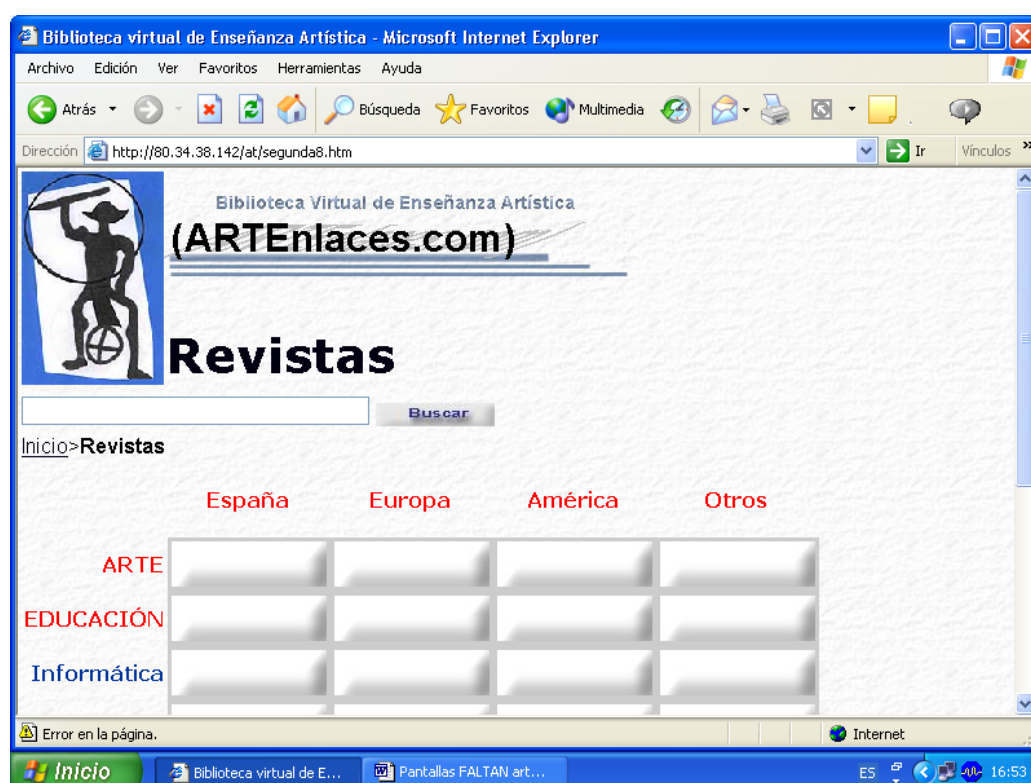 Biblioteca virtual de Enseñanza Artística - Microsoft Internet Explorer
Archivo Edición Ver Favoritos Herramientas Ayuda
Atrás Búsqueda Favoritos Multimedia
Dirección http://80.34.38.142/at/segunda8.htm Ir Vínculos »
Biblioteca Virtual de Enseñanza Artística
(ARTEnlaces.com)
Revistas
Buscar
Inicio>Revistas
España Europa América Otros
ARTE
EDUCACIÓN
Informática
Error en la página. Internet
Inicio Biblioteca virtual de E... Pantallas FALTAN art... ES 16:53